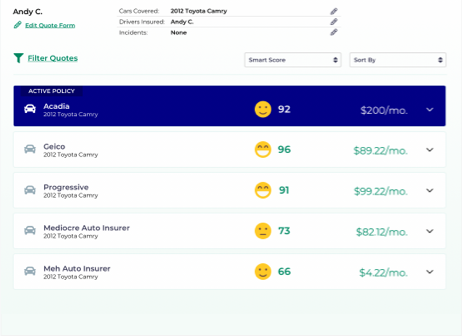 Andy C.
Edit Quote Form
Cars Covered: 2012 Toyota Camry
Drivers Insured: Andy C.
Incidents: None
Filter Quotes
Smart Score
Sort By
ACTIVE POLICY
Acadia
2012 Toyota Camry
92
$200/mo.
Geico
2012 Toyota Camry
96
$89.22/mo.
Progressive
2012 Toyota Camry
91
$99.22/mo.
Mediocre Auto Insurer
2012 Toyota Camry
73
$82.12/mo.
Meh Auto Insurer
2012 Toyota Camry
66
$4.22/mo.